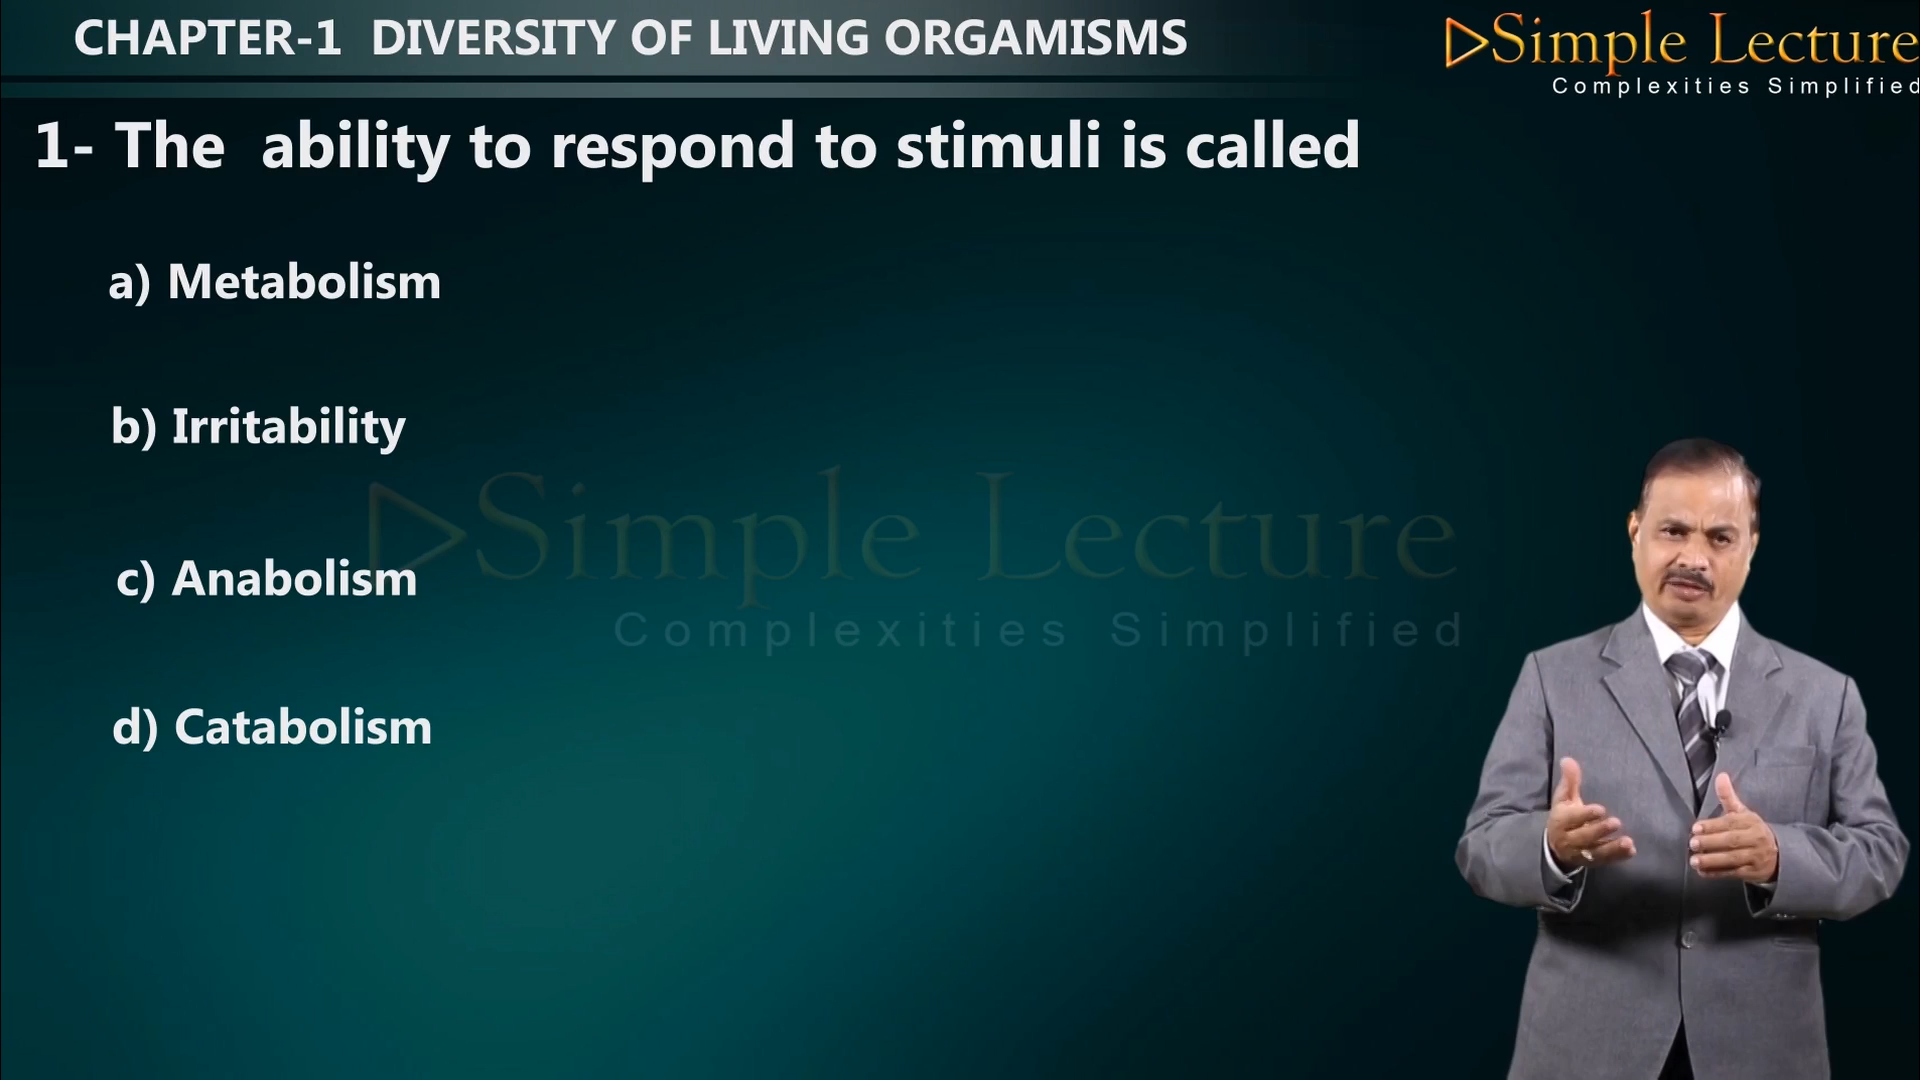 CHAPTER-1 DIVERSITY OF LIVING ORGAMISMS
Simple Lecture
Complexities Simplified
1- The ability to respond to stimuli is called
a) Metabolism
b) Irritability
c) Anabolism
d) Catabolism
Simple Lecture
Complexities Simplified